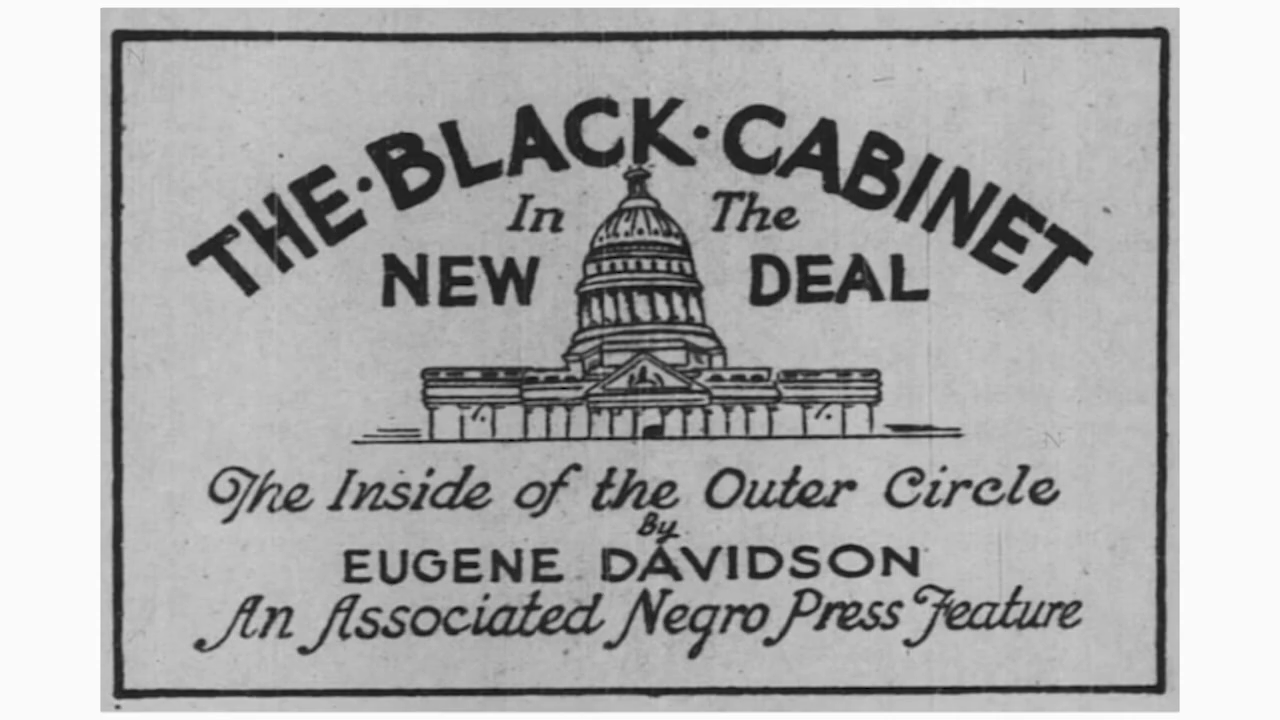 THE·BLACK·CABINET
In The
NEW DEAL
The Inside of the Outer Circle
By
EUGENE DAVIDSON
An Associated Negro Press Feature